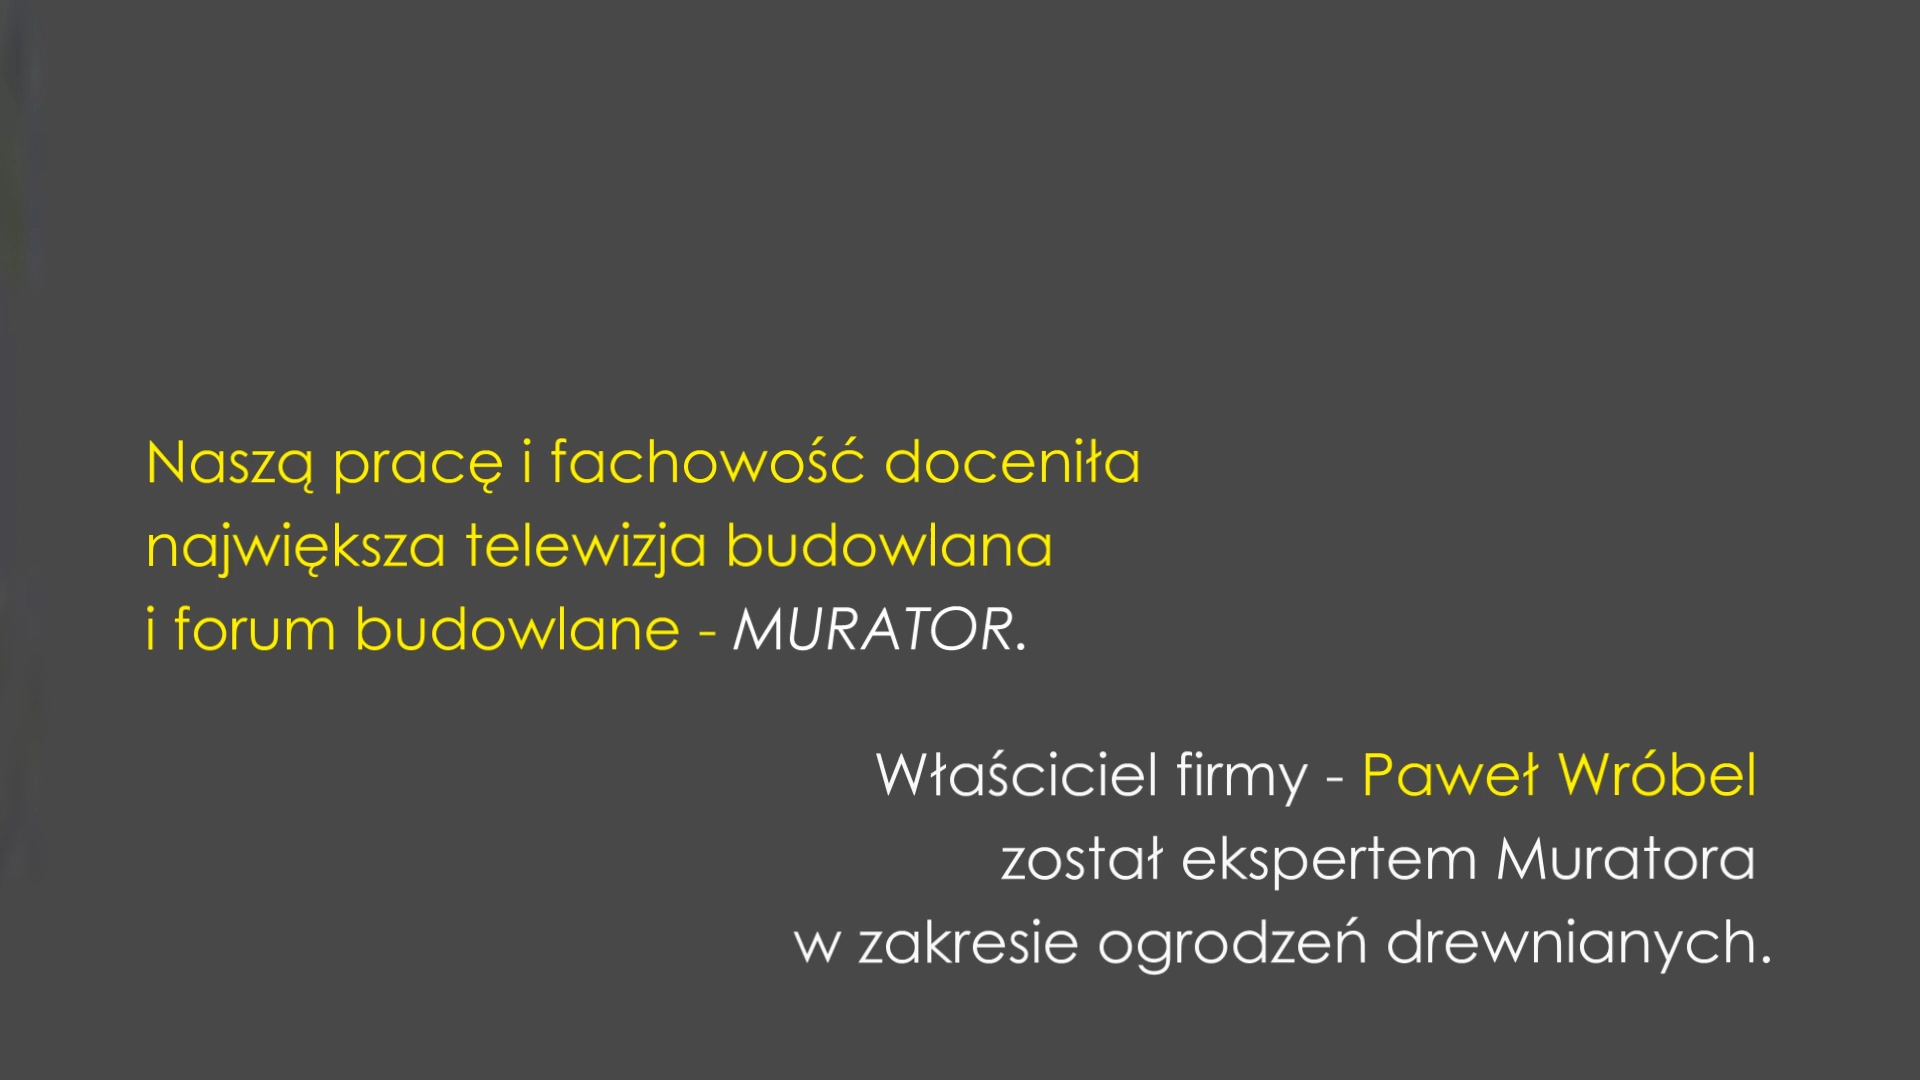 Naszą pracę i fachowość doceniła
największa telewizja budowlana
i forum budowlane - MURATOR.
Właściciel firmy - Paweł Wróbel
został ekspertem Muratora
w zakresie ogrodzeń drewnianych.